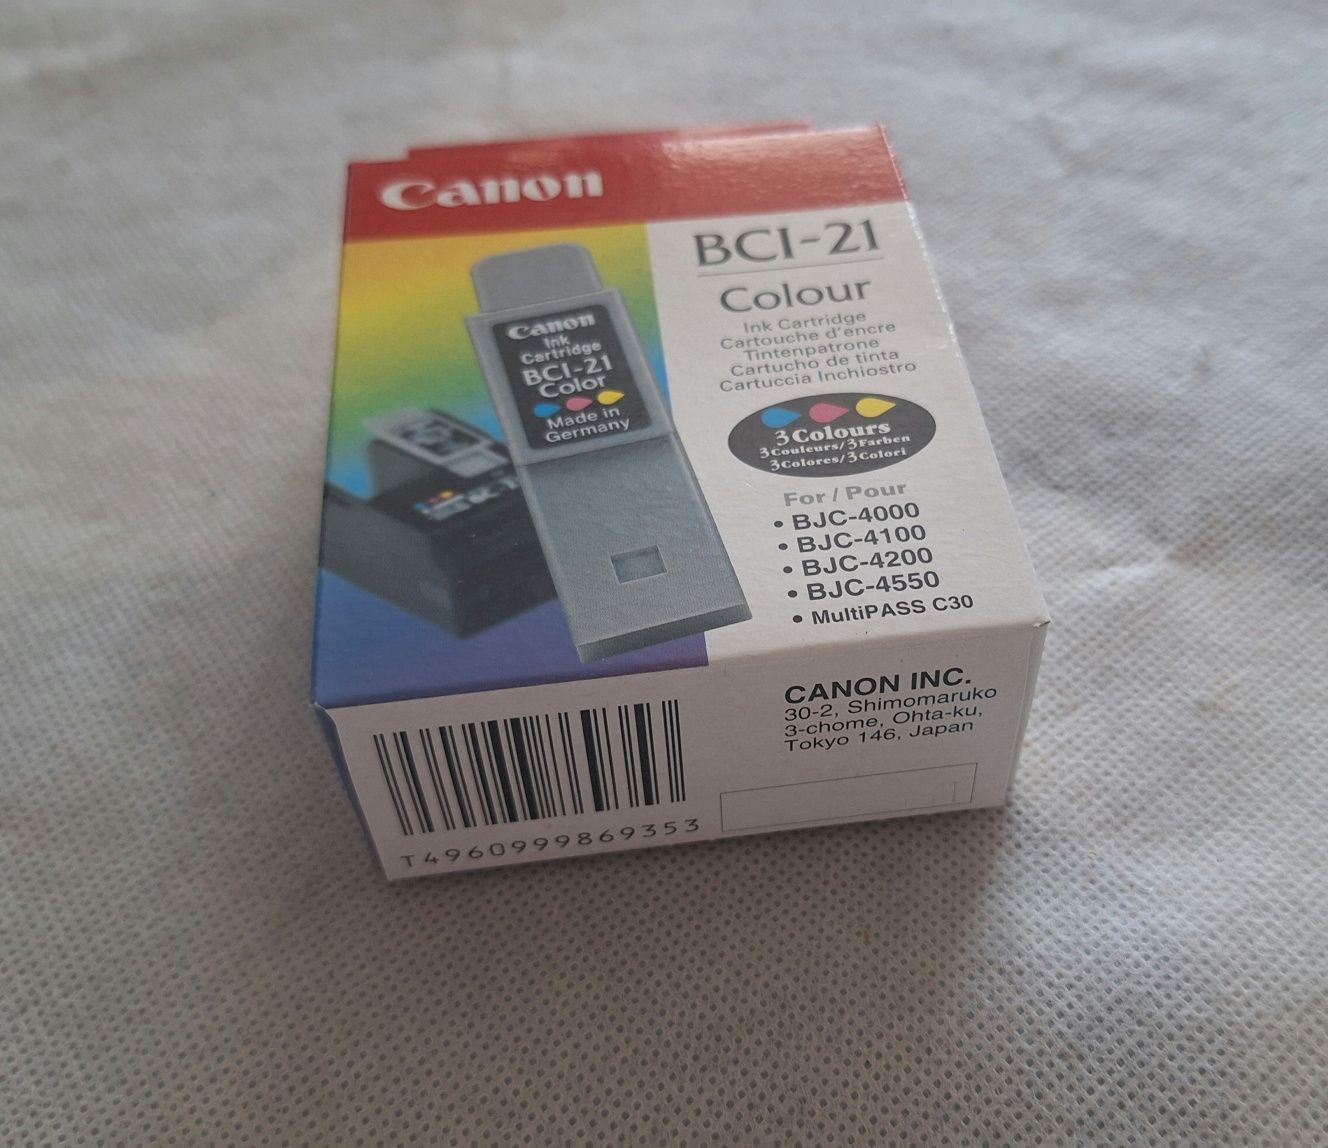 Canon
BCI-21
Colour
Ink Cartridge
Cartouche d'encre
Tintenpatrone
Cartucho de tinta
Cartuccia Inchiostro
3 Colours
3 Couleurs/3 Farben
3 Colores/3 Colori
For / Pour
• BJC-4000
• BJC-4100
• BJC-4200
• BJC-4550
• MultiPASS C30
Canon
Ink
Cartridge
BCI-21
Color
Made in
Germany
CANON INC.
30-2, Shimomaruko
3-chome, Ohta-ku,
Tokyo 146, Japan
T4960999869353